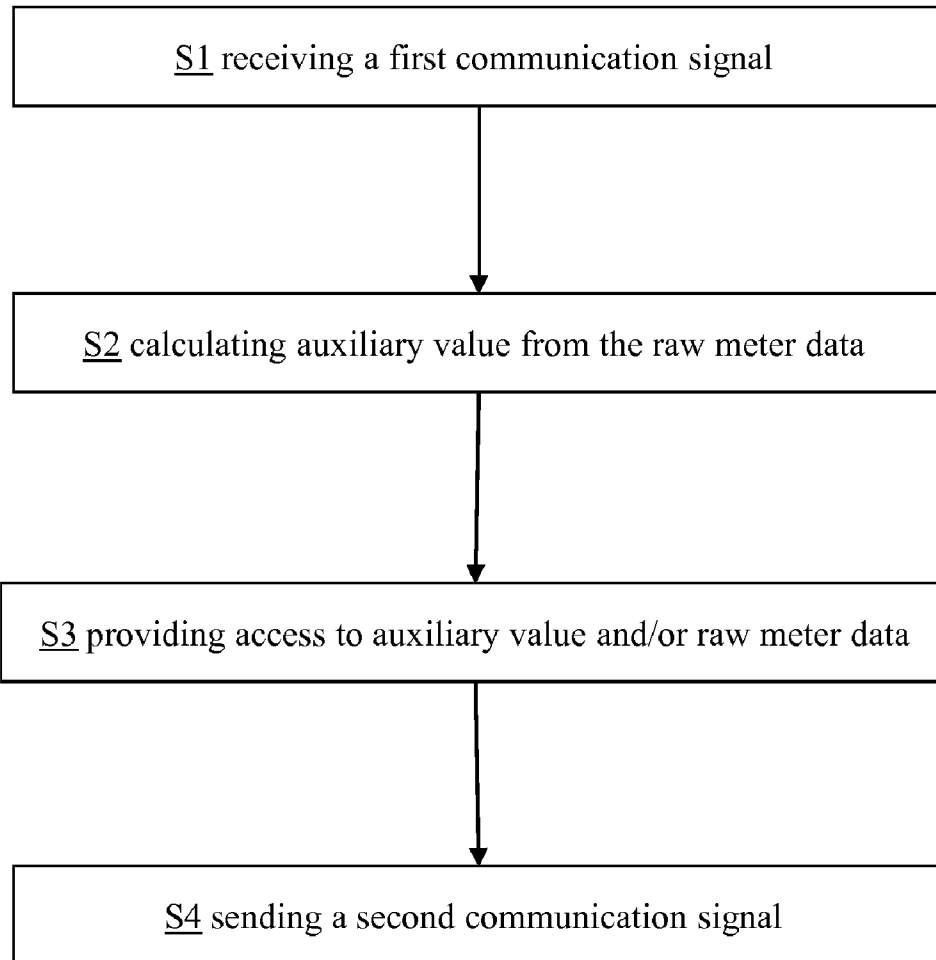 S1 receiving a first communication signal
S2 calculating auxiliary value from the raw meter data
S3 providing access to auxiliary value and/or raw meter data
S4 sending a second communication signal